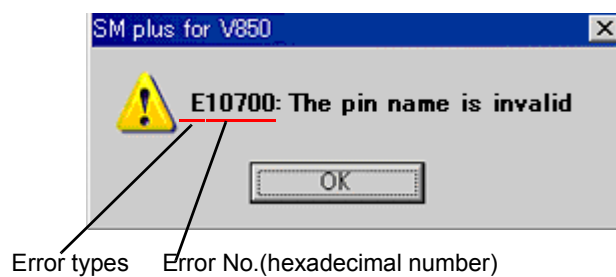 SM plus for V850
E10700: The pin name is invalid
OK
Error types Error No.(hexadecimal number)